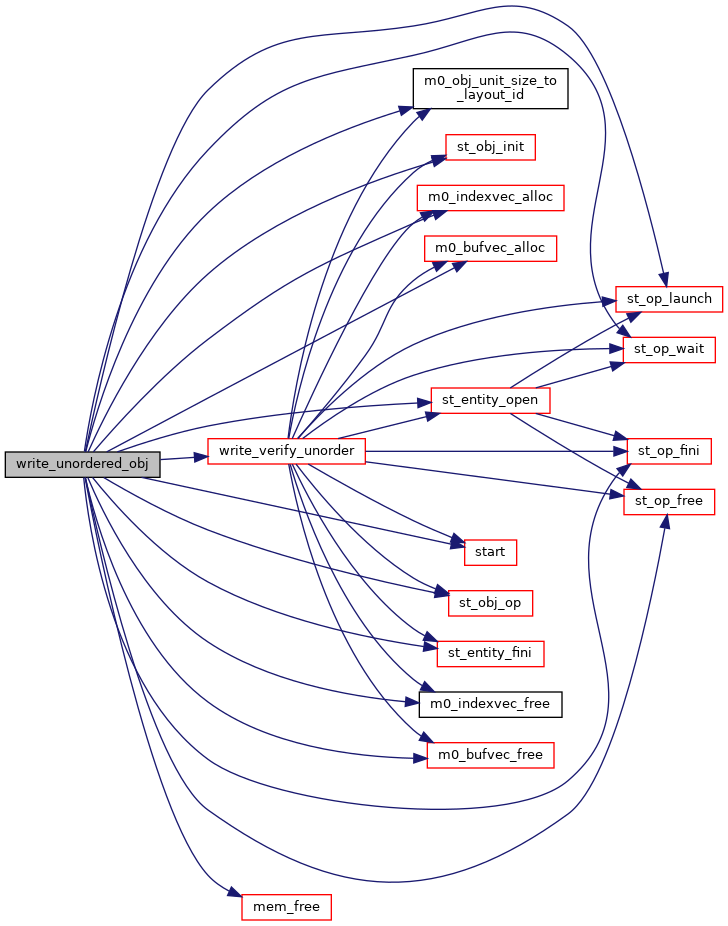 m0_obj_unit_size_to
_layout_id
st_obj_init
m0_indexvec_alloc
m0_bufvec_alloc
st_op_launch
st_op_wait
st_entity_open
write_verify_unorder
st_op_fini
write_unordered_obj
st_op_free
start
st_obj_op
st_entity_fini
m0_indexvec_free
m0_bufvec_free
mem_free